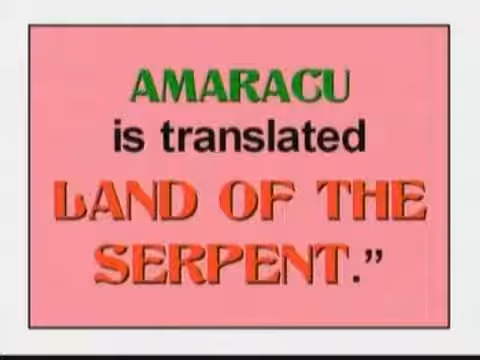 AMARACU
is translated
LAND OF THE
SERPENT."